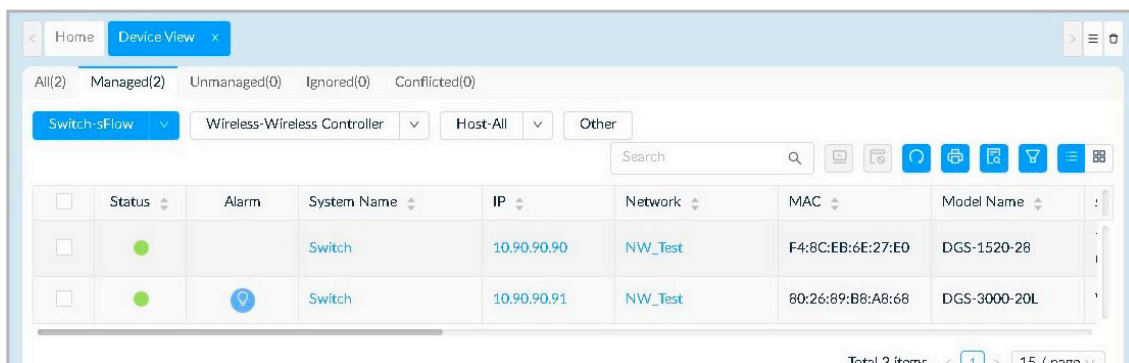 Home Device View x
All(2) Managed(2) Unmanaged(0) Ignored(0) Conflicted(0)
Switch-sFlow Wireless-Wireless Controller Host-All Other
Search
Status Alarm System Name IP Network MAC Model Name
Switch 10.90.90.90 NW_Test F4:8C:EB:6E:27:E0 DGS-1520-28
Switch 10.90.90.91 NW_Test 80:26:89:B8:A8:68 DGS-3000-20L
Total 2 items < 1 > 15 / page